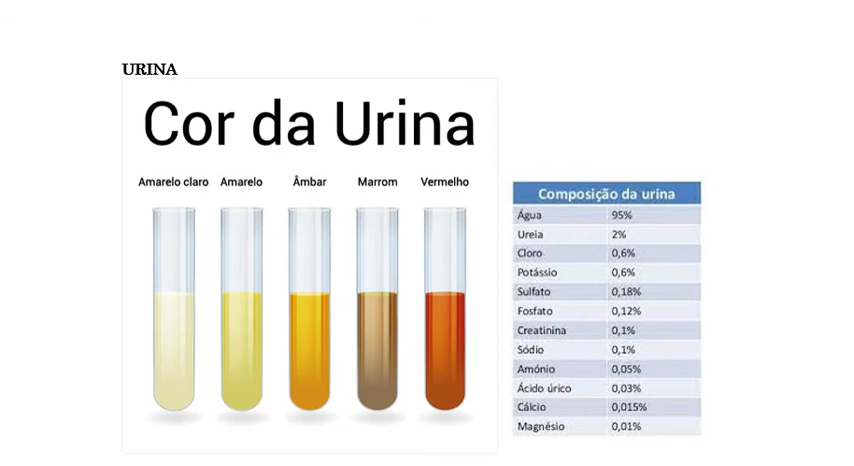 URINA
Cor da Urina
Amarelo claro Amarelo Âmbar Marrom Vermelho
Composição da urina
Água 95%
Ureia 2%
Cloro 0,6%
Potássio 0,6%
Sulfato 0,18%
Fosfato 0,12%
Creatinina 0,1%
Sódio 0,1%
Amónio 0,05%
Ácido úrico 0,03%
Cálcio 0,015%
Magnésio 0,01%